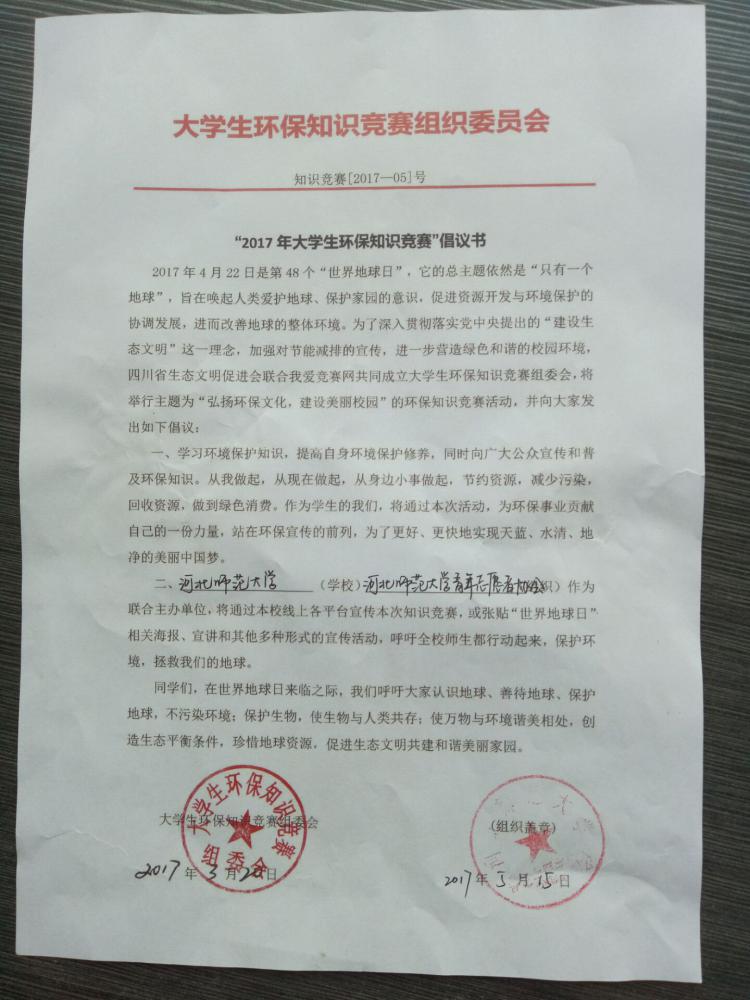 大学生环保知识竞赛组织委员会
知识竞赛[2017—05]号
“2017 年大学生环保知识竞赛”倡议书
2017 年 4 月 22 日是第 48 个“世界地球日”，它的总主题依然是“只有一个
地球”，旨在唤起人类爱护地球、保护家园的意识，促进资源开发与环境保护的
协调发展，进而改善地球的整体环境。为了深入贯彻落实党中央提出的“建设生
态文明”这一理念，加强对节能减排的宣传，进一步营造绿色和谐的校园环境，
四川省生态文明促进会联合我爱竞赛网共同成立大学生环保知识竞赛组委会，将
举行主题为“弘扬环保文化，建设美丽校园”的环保知识竞赛活动，并向大家发
出如下倡议：
一、学习环境保护知识，提高自身环境保护修养，同时向广大公众宣传和普
及环保知识。从我做起，从现在做起，从身边小事做起，节约资源，减少污染，
回收资源，做到绿色消费。作为学生的我们，将通过本次活动，为环保事业贡献
自己的一份力量，站在环保宣传的前列，为了更好、更快地实现天蓝、水清、地
净的美丽中国梦。
二、河北师范大学（学校）河北师范大学青年志愿者协会织）作为
联合主办单位，将通过本校线上各平台宣传本次知识竞赛，或张贴“世界地球日”
相关海报、宣讲和其他多种形式的宣传活动，呼吁全校师生都行动起来，保护环
境，拯救我们的地球。
同学们，在世界地球日来临之际，我们呼吁大家认识地球、善待地球、保护
地球，不污染环境；保护生物，使生物与人类共存；使万物与环境谐美相处，创
造生态平衡条件，珍惜地球资源，促进生态文明共建和谐美丽家园。
大学生环保知识竞赛
组委会
大学生环保知识竞赛组委会
（组织盖章）
2017 年 3 月 20 日
2017 年 5 月 15 日